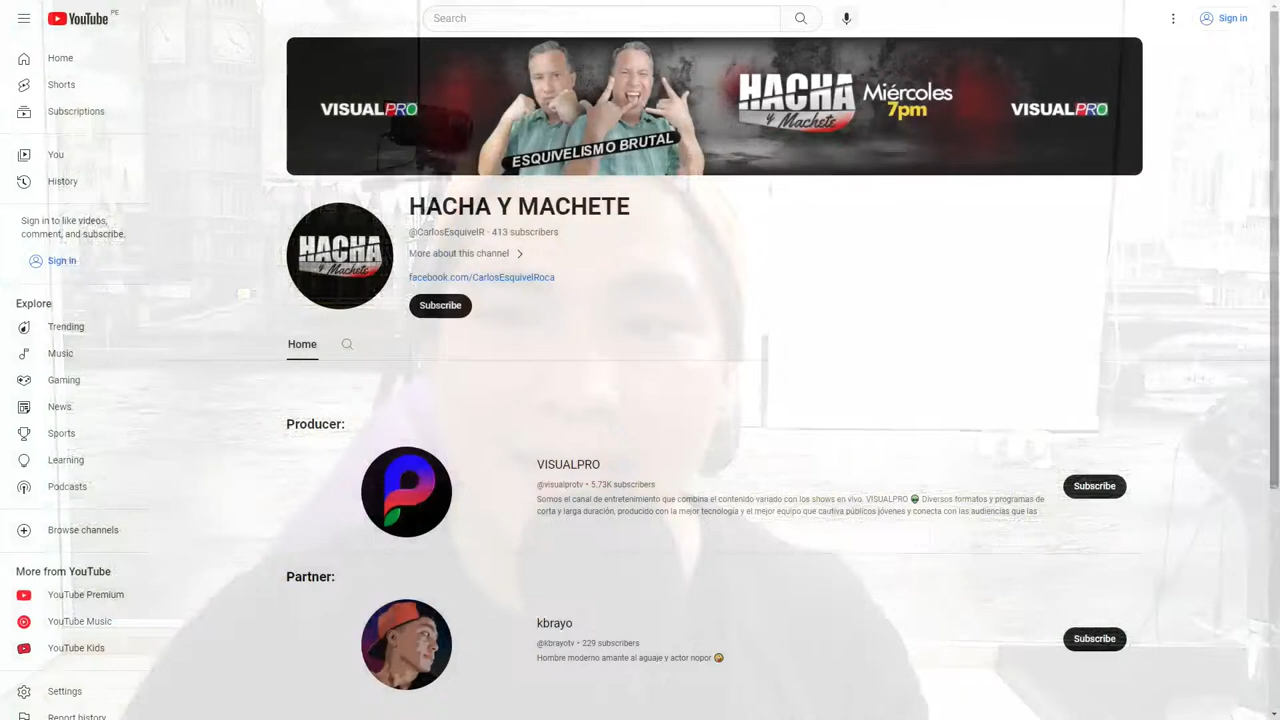 YouTube PE
Search
Sign in
Home
Shorts
Subscriptions
You
History
Sign in to like videos,
comment, and subscribe.
Sign in
Explore
Trending
Music
Gaming
News
Sports
Learning
Podcasts
Browse channels
More from YouTube
YouTube Premium
YouTube Music
YouTube Kids
Settings
Report history
VISUALPRO
ESQUIVELISMO BRUTAL
HACHA
y Machete
Miércoles
7pm
VISUALPRO
HACHA
y Machete
HACHA Y MACHETE
@CarlosEsquivelR · 413 subscribers
More about this channel
facebook.com/CarlosEsquivelRoca
Subscribe
Home
Producer:
VISUALPRO
@visualprotv • 5.73K subscribers
Somos el canal de entretenimiento que combina el contenido variado con los shows en vivo. VISUALPRO 👽 Diversos formatos y programas de
corta y larga duración, producido con la mejor tecnología y el mejor equipo que cautiva públicos jóvenes y conecta con las audiencias que las
Subscribe
Partner:
kbrayo
@kbrayotv • 229 subscribers
Hombre moderno amante al aguaje y actor nopor
Subscribe